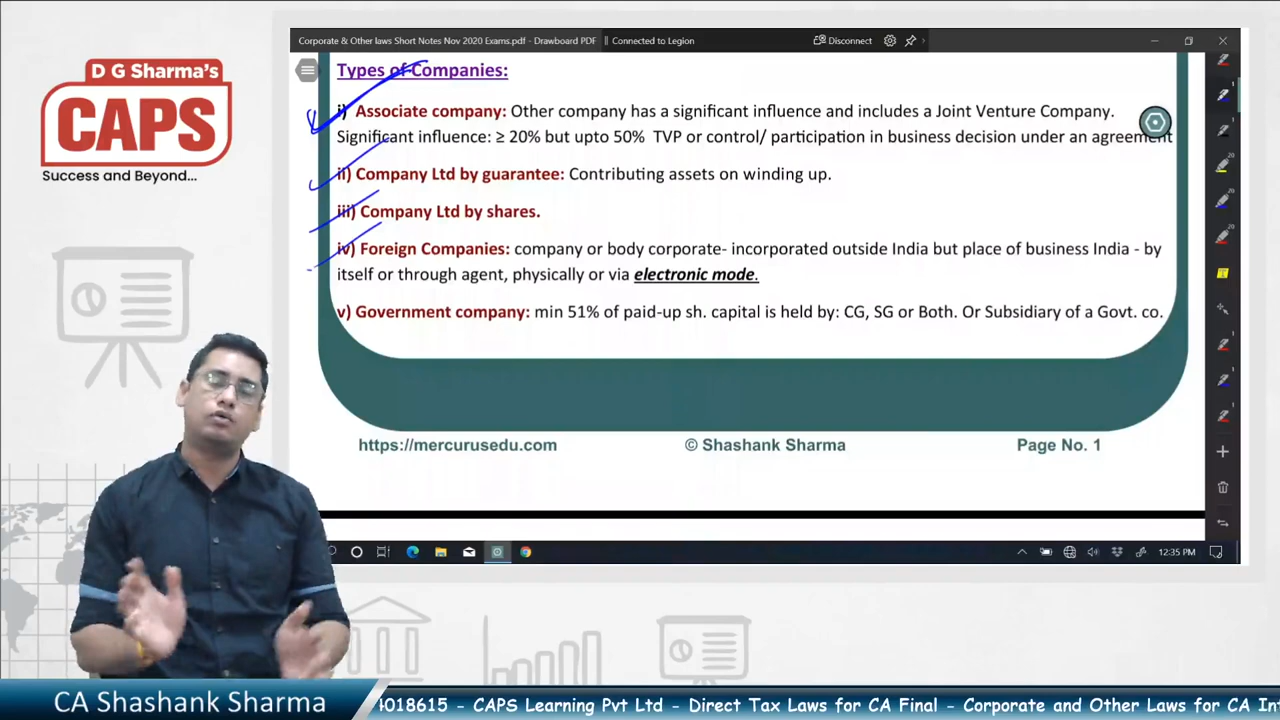 D G Sharma's
CAPS
Success and Beyond...
Corporate & Other laws Short Notes Nov 2020 Exams.pdf - Drawboard PDF
Connected to Legion
Disconnect
Types of Companies:
i) Associate company: Other company has a significant influence and includes a Joint Venture Company.
Significant influence: ≥ 20% but upto 50% TVP or control/ participation in business decision under an agreement
ii) Company Ltd by guarantee: Contributing assets on winding up.
iii) Company Ltd by shares.
iv) Foreign Companies: company or body corporate- incorporated outside India but place of business India - by
itself or through agent, physically or via electronic mode.
v) Government company: min 51% of paid-up sh. capital is held by: CG, SG or Both. Or Subsidiary of a Govt. co.
https://mercurusedu.com
© Shashank Sharma
Page No. 1
12:35 PM
CA Shashank Sharma
4018615 - CAPS Learning Pvt Ltd - Direct Tax Laws for CA Final - Corporate and Other Laws for CA In